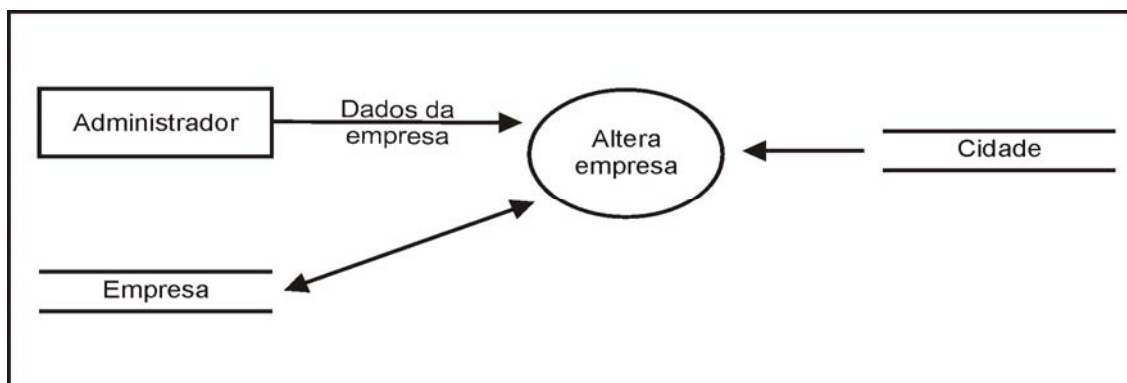 Administrador
Dados da
empresa
Altera
empresa
Cidade
Empresa